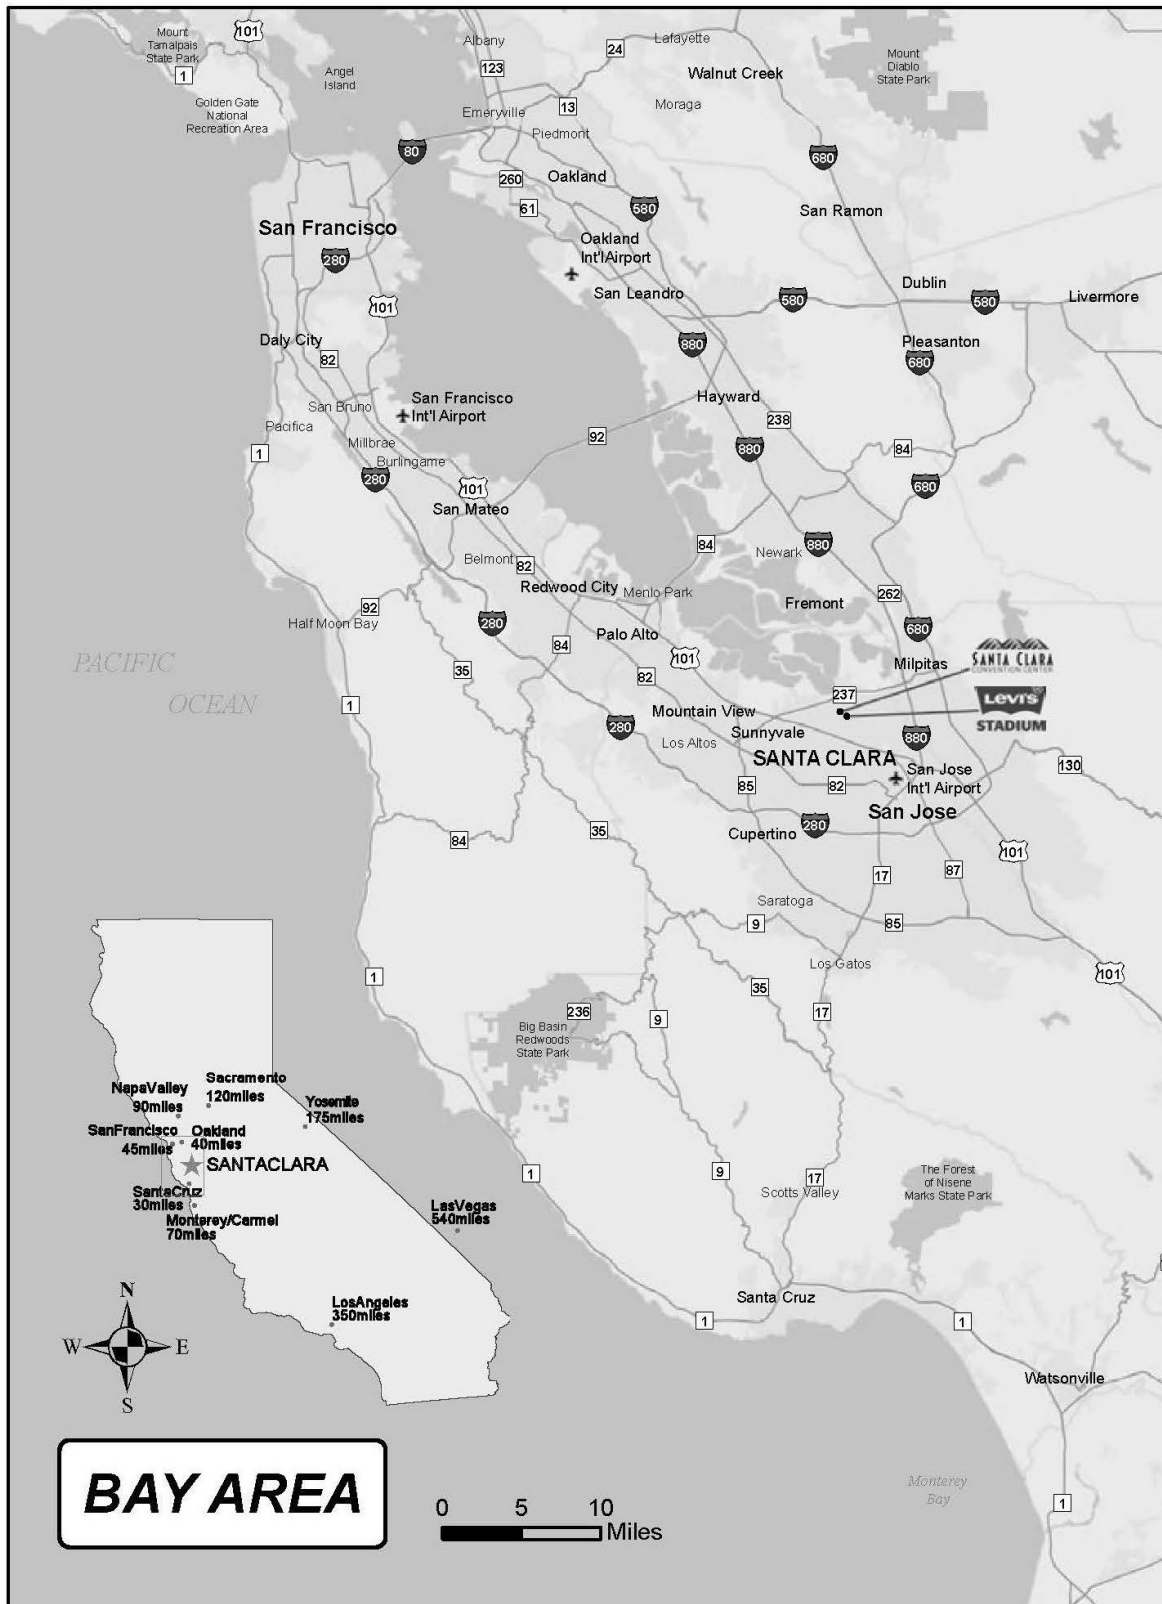 Mount
Tamalpais
State Park
101
1
Angel
Island
Golden Gate
National
Recreation Area
Albany
123
24
Lafayette
Walnut Creek
Mount
Diablo
State Park
Emeryville
13
Moraga
Piedmont
80
680
260
Oakland
61
580
San Ramon
San Francisco
280
Oakland
Int'l Airport
San Leandro
Dublin
580
580
Livermore
101
Daly City
82
880
Pleasanton
680
San Francisco
Int'l Airport
Hayward
San Bruno
Pacifica
238
92
1
Millbrae
Burlingame
880
84
280
101
680
San Mateo
Belmont
82
84
Newark
880
Redwood City
Menlo Park
262
Fremont
92
Half Moon Bay
280
Palo Alto
84
680
101
Milpitas
SANTA CLARA
CONVENTION CENTER
PACIFIC
OCEAN
35
82
237
LEVI'S
STADIUM
1
Mountain View
280
Sunnyvale
880
Los Altos
SANTA CLARA
San Jose
Int'l Airport
130
85
82
San Jose
Cupertino
280
84
35
101
17
87
Saratoga
9
85
Los Gatos
101
1
35
236
9
17
Big Basin
Redwoods
State Park
1
9
17
Scotts Valley
The Forest
of Nisene
Marks State Park
Santa Cruz
1
1
Watsonville
Monterey
Bay
1
Sacramento
120miles
NapaValley
90miles
Yosemite
175miles
SanFrancisco
45miles
Oakland
40miles
SANTACLARA
SantaCruz
30miles
Monterey/Carmel
70miles
LasVegas
540miles
LosAngeles
350miles
N
W
E
S
BAY AREA
0
5
10
Miles